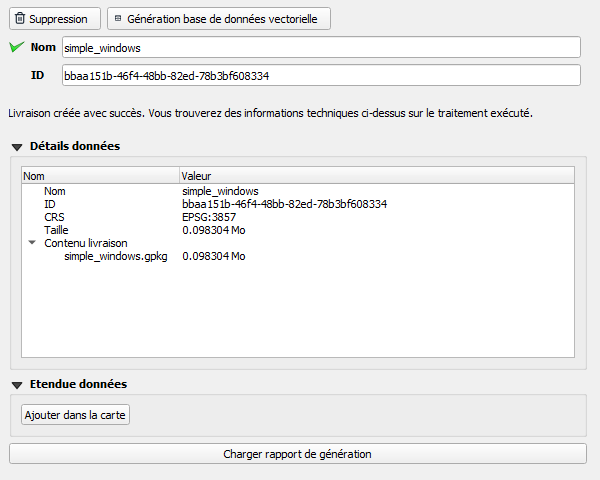 Suppression Génération base de données vectorielle
Nom simple_windows
ID bbaa151b-46f4-48bb-82ed-78b3bf608334
Livraison créée avec succès. Vous trouverez des informations techniques ci-dessus sur le traitement exécuté.
Détails données
Nom Valeur
Nom simple_windows
ID bbaa151b-46f4-48bb-82ed-78b3bf608334
CRS EPSG:3857
Taille 0.098304 Mo
Contenu livraison
simple_windows.gpkg 0.098304 Mo
Etendue données
Ajouter dans la carte
Charger rapport de génération